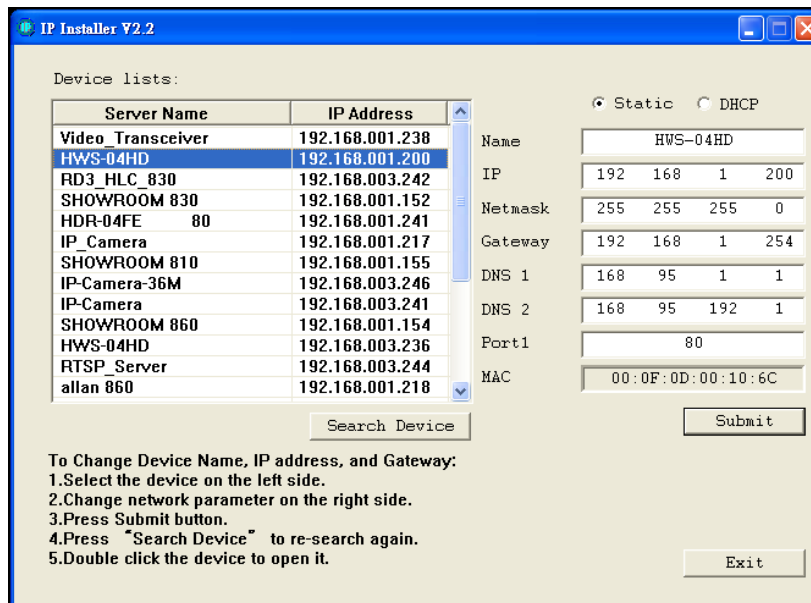 IP Installer V2.2
Device lists:
Server Name IP Address
Video_Transceiver 192.168.001.238
HWS-04HD 192.168.001.200
RD3_HLC_830 192.168.003.242
SHOWROOM 830 192.168.001.152
HDR-04FE 80 192.168.001.241
IP_Camera 192.168.001.217
SHOWROOM 810 192.168.001.155
IP-Camera-36M 192.168.003.246
IP-Camera 192.168.003.241
SHOWROOM 860 192.168.001.154
HWS-04HD 192.168.003.236
RTSP_Server 192.168.003.244
allan 860 192.168.001.218
Search Device
Static DHCP
Name HWS-04HD
IP 192 168 1 200
Netmask 255 255 255 0
Gateway 192 168 1 254
DNS 1 168 95 1 1
DNS 2 168 95 192 1
Port1 80
MAC 00:0F:0D:00:10:6C
Submit
To Change Device Name, IP address, and Gateway:
1.Select the device on the left side.
2.Change network parameter on the right side.
3.Press Submit button.
4.Press “Search Device” to re-search again.
5.Double click the device to open it.
Exit